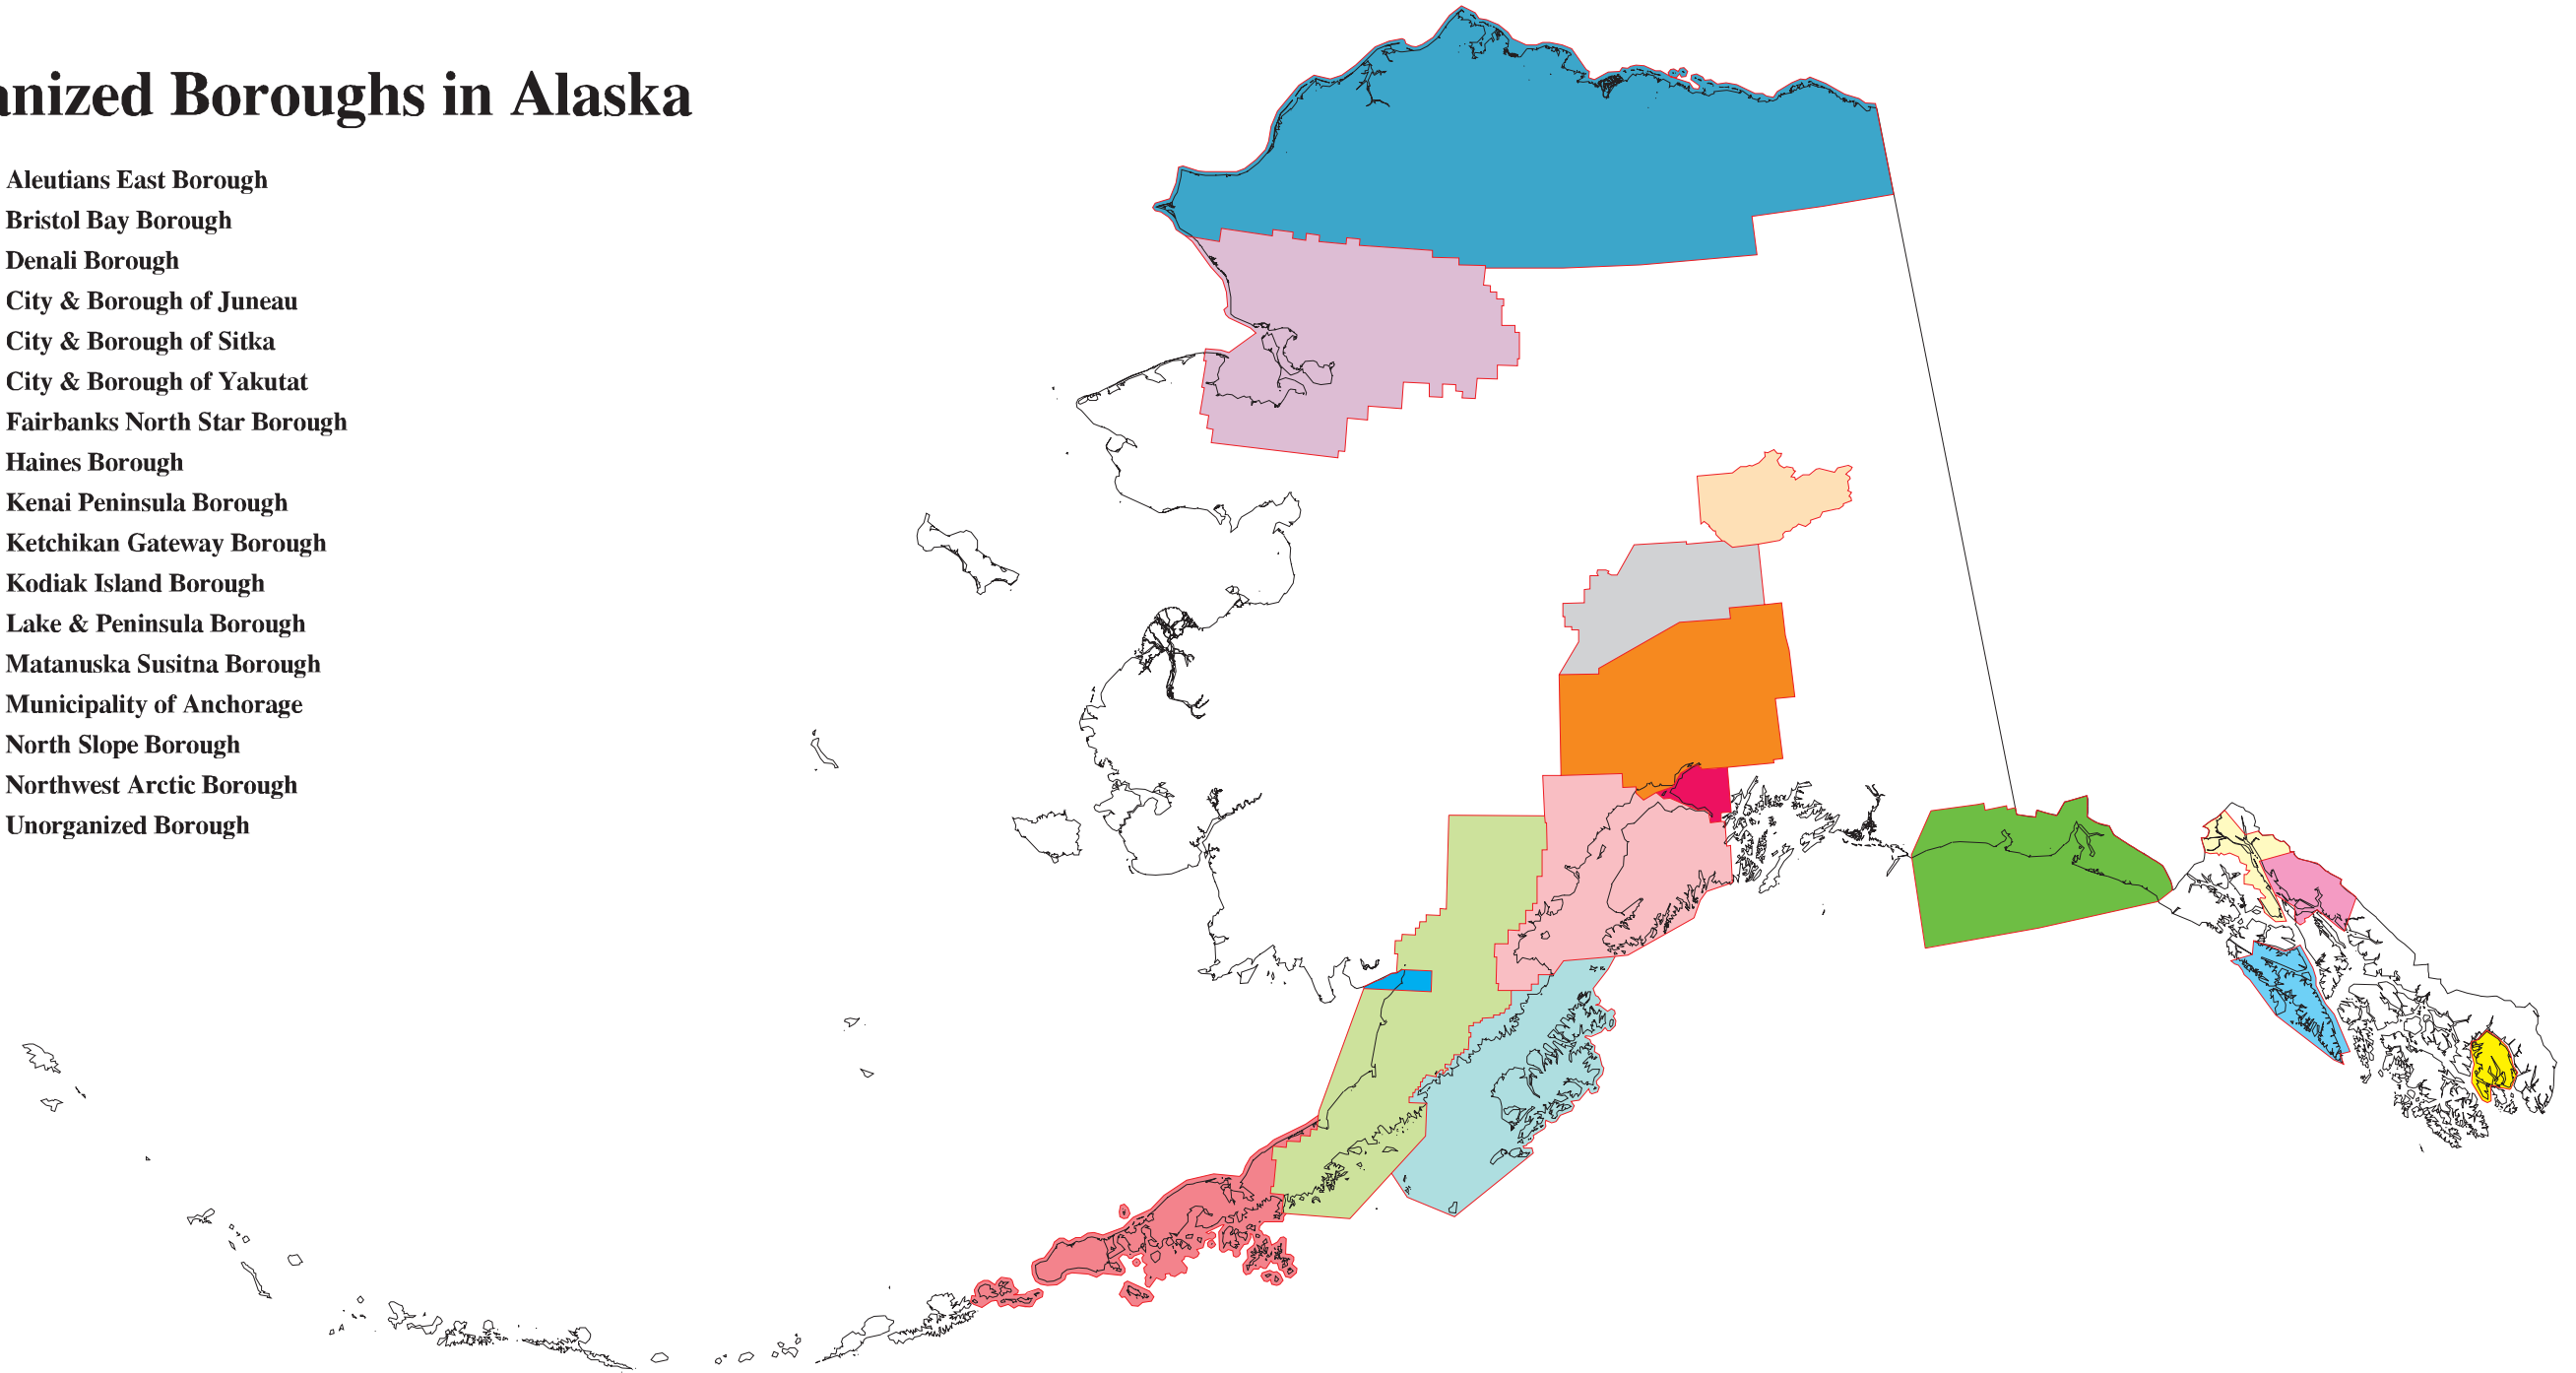 anized Boroughs in Alaska
Aleutians East Borough
Bristol Bay Borough
Denali Borough
City & Borough of Juneau
City & Borough of Sitka
City & Borough of Yakutat
Fairbanks North Star Borough
Haines Borough
Kenai Peninsula Borough
Ketchikan Gateway Borough
Kodiak Island Borough
Lake & Peninsula Borough
Matanuska Susitna Borough
Municipality of Anchorage
North Slope Borough
Northwest Arctic Borough
Unorganized Borough